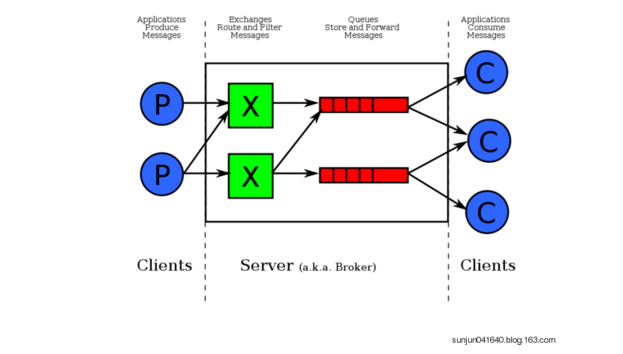 Applications
Produce
Messages
Exchanges
Route and Filter
Messages
Queues
Store and Forward
Messages
Applications
Consume
Messages
P
X
C
P
X
C
C
Clients
Server (a.k.a. Broker)
Clients
sunjun041640.blog.163.com